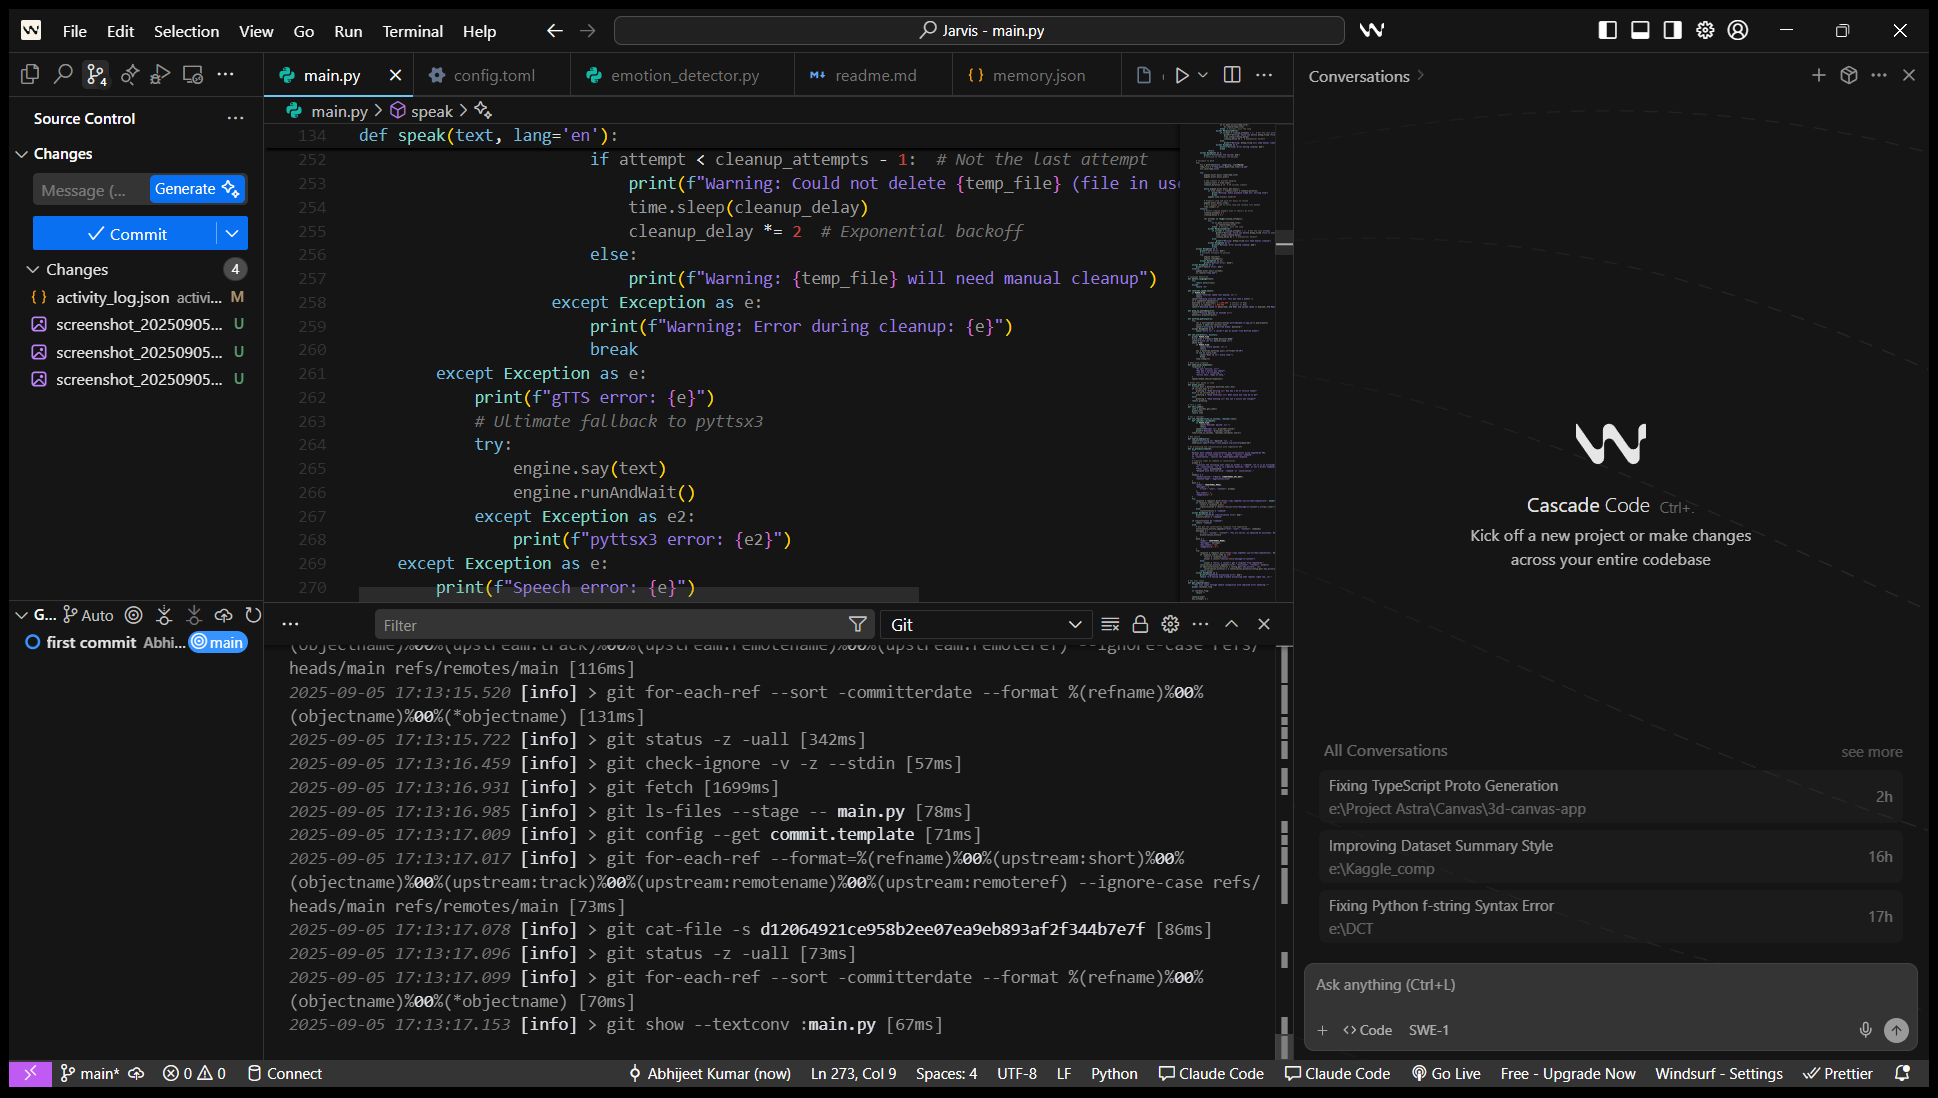 File Edit Selection View Go Run Terminal Help
Jarvis - main.py
4
main.py
config.toml
emotion_detector.py
readme.md
memory.json
Conversations
main.py > speak >
Source Control
Changes
Message (...
Generate
Commit
Changes
4
activity_log.json activi... M
screenshot_20250905... U
screenshot_20250905... U
screenshot_20250905... U
134 def speak(text, lang='en'):
252 if attempt < cleanup_attempts - 1: # Not the last attempt
253 print(f"Warning: Could not delete {temp_file} (file in us
254 time.sleep(cleanup_delay)
255 cleanup_delay *= 2 # Exponential backoff
256 else:
257 print(f"Warning: {temp_file} will need manual cleanup")
258 except Exception as e:
259 print(f"Warning: Error during cleanup: {e}")
260 break
261 except Exception as e:
262 print(f"gTTS error: {e}")
263 # Ultimate fallback to pyttsx3
264 try:
265 engine.say(text)
266 engine.runAndWait()
267 except Exception as e2:
268 print(f"pyttsx3 error: {e2}")
269 except Exception as e:
270 print(f"Speech error: {e}")
G... Auto
first commit Abhij... main
Filter
Git
(objectname)%00%(upstream:track)%00%(upstream:remotename)%00%(upstream:remoteref) --ignore-case refs/
heads/main refs/remotes/main [116ms]
2025-09-05 17:13:15.520 [info] > git for-each-ref --sort -committerdate --format %(refname)%00%
(objectname)%00%(*objectname) [131ms]
2025-09-05 17:13:15.722 [info] > git status -z -uall [342ms]
2025-09-05 17:13:16.459 [info] > git check-ignore -v -z --stdin [57ms]
2025-09-05 17:13:16.931 [info] > git fetch [1699ms]
2025-09-05 17:13:16.985 [info] > git ls-files --stage -- main.py [78ms]
2025-09-05 17:13:17.009 [info] > git config --get commit.template [71ms]
2025-09-05 17:13:17.017 [info] > git for-each-ref --format=%(refname)%00%(upstream:short)%00%
(objectname)%00%(upstream:track)%00%(upstream:remotename)%00%(upstream:remoteref) --ignore-case refs/
heads/main refs/remotes/main [73ms]
2025-09-05 17:13:17.078 [info] > git cat-file -s d12064921ce958b2ee07ea9eb893af2f344b7e7f [86ms]
2025-09-05 17:13:17.096 [info] > git status -z -uall [73ms]
2025-09-05 17:13:17.099 [info] > git for-each-ref --sort -committerdate --format %(refname)%00%
(objectname)%00%(*objectname) [70ms]
2025-09-05 17:13:17.153 [info] > git show --textconv :main.py [67ms]
Cascade Code Ctrl+.
Kick off a new project or make changes
across your entire codebase
All Conversations
see more
Fixing TypeScript Proto Generation
e:\Project Astra\Canvas\3d-canvas-app
2h
Improving Dataset Summary Style
e:\Kaggle_comp
16h
Fixing Python f-string Syntax Error
e:\DCT
17h
Ask anything (Ctrl+L)
+ <> Code SWE-1
main* 0 0 Connect
Abhijeet Kumar (now) Ln 273, Col 9 Spaces: 4 UTF-8 LF Python Claude Code Claude Code Go Live Free - Upgrade Now Windsurf - Settings Prettier